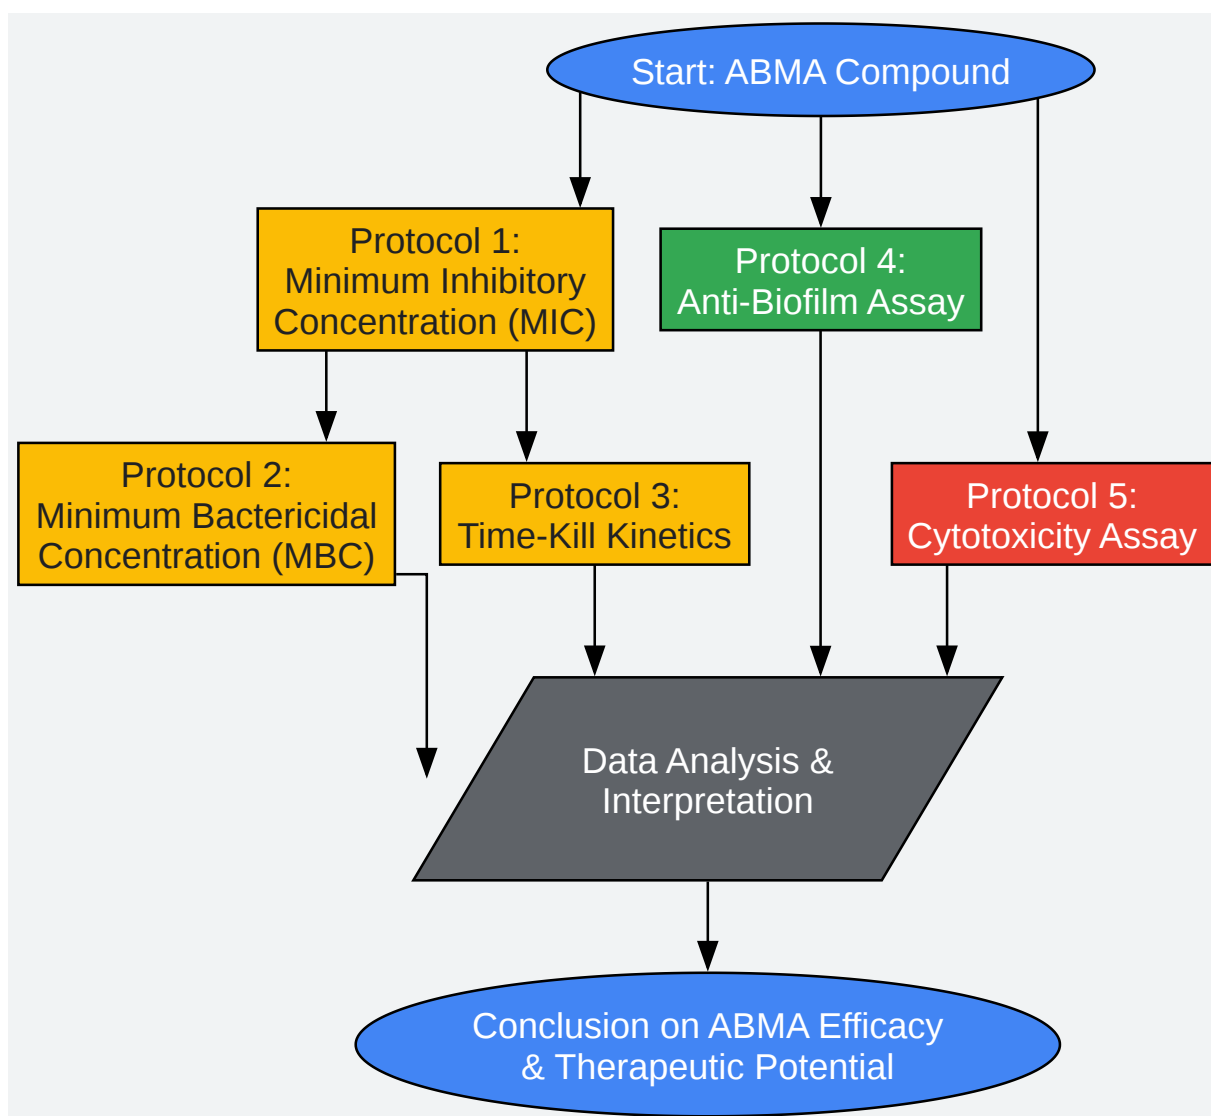 Start: ABMA Compound
Protocol 1:
Minimum Inhibitory
Concentration (MIC)
Protocol 4:
Anti-Biofilm Assay
Protocol 2:
Minimum Bactericidal
Concentration (MBC)
Protocol 3:
Time-Kill Kinetics
Protocol 5:
Cytotoxicity Assay
Data Analysis &
Interpretation
Conclusion on ABMA Efficacy
& Therapeutic Potential